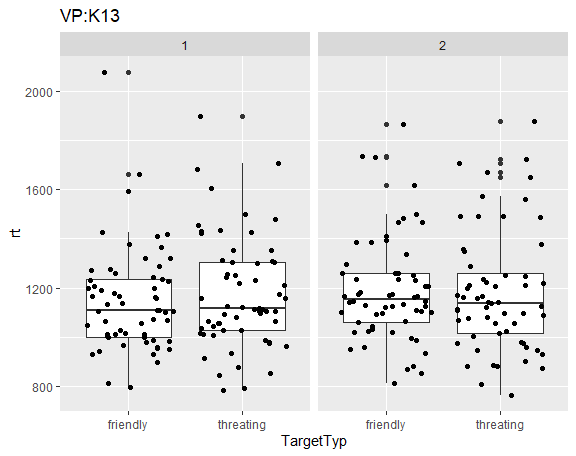 VP:K13
1 2
2000
1600
1200
800
rt
friendly threating friendly threating
TargetTyp